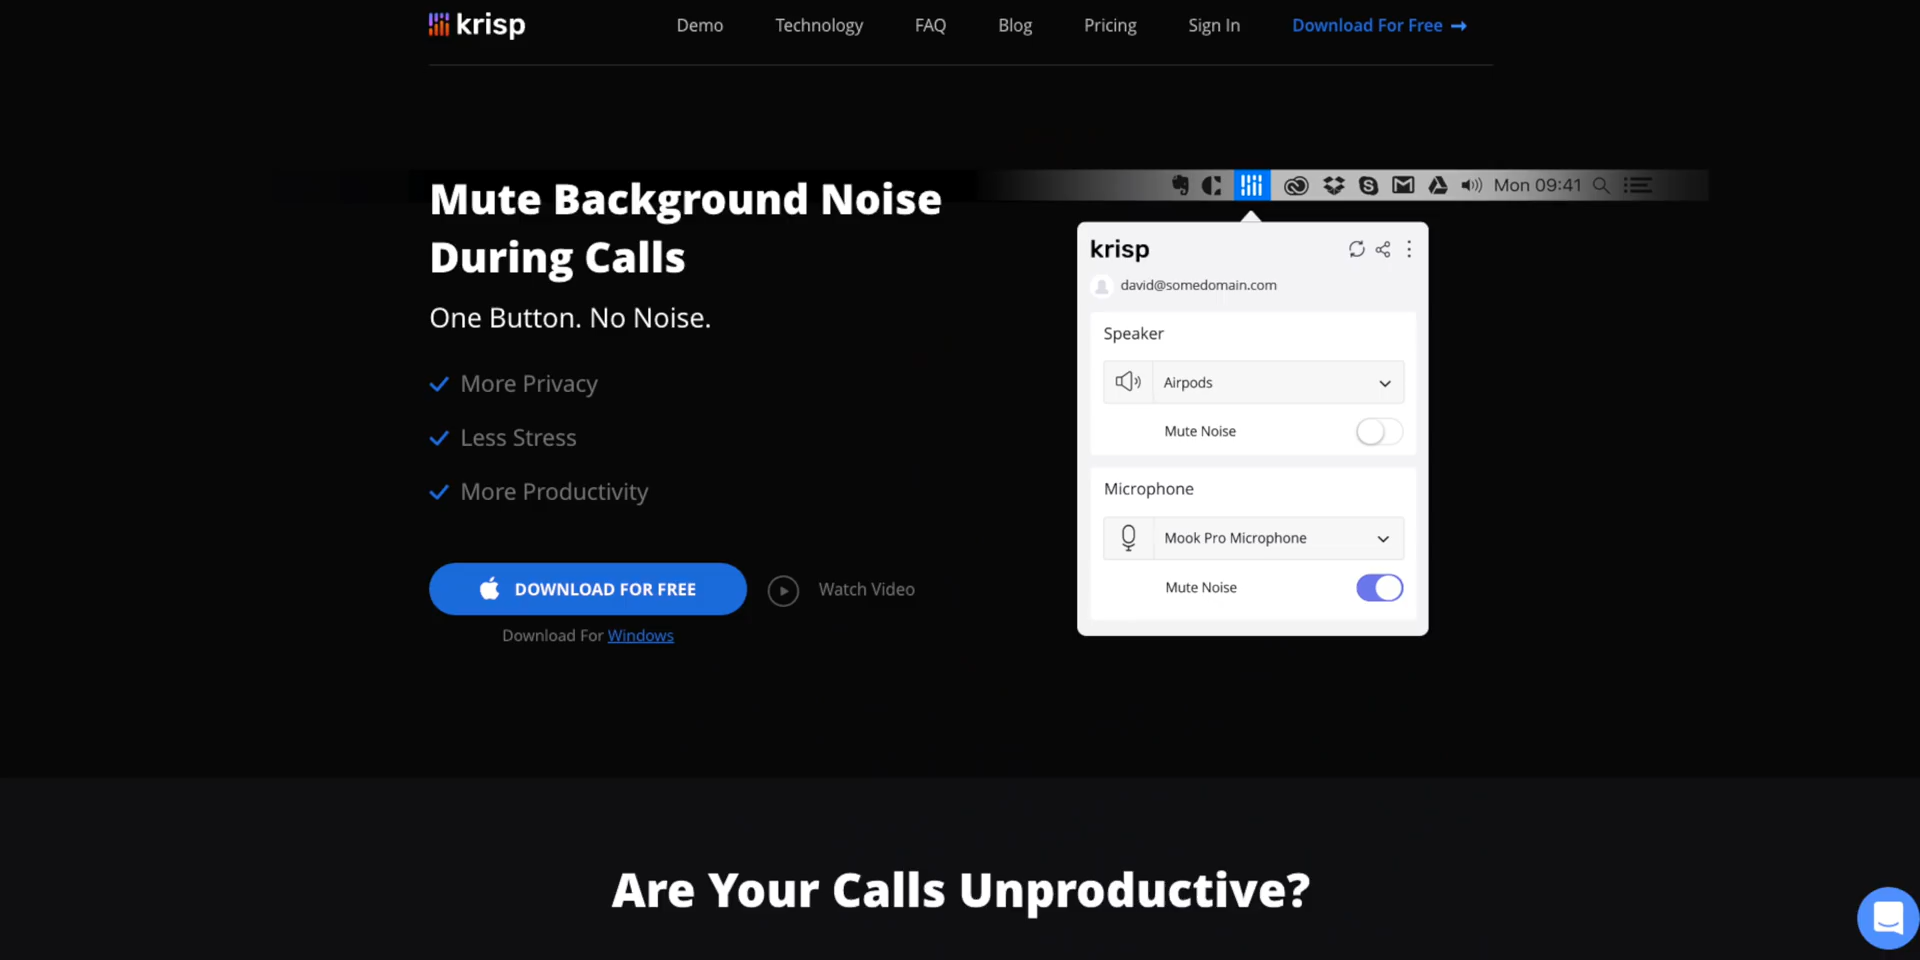 krisp
Demo
Technology
FAQ
Blog
Pricing
Sign In
Download For Free
Mute Background Noise
During Calls
One Button. No Noise.
More Privacy
Less Stress
More Productivity
DOWNLOAD FOR FREE
Watch Video
Download For Windows
Mon 09:41
krisp
david@somedomain.com
Speaker
Airpods
Mute Noise
Microphone
Mook Pro Microphone
Mute Noise
Are Your Calls Unproductive?